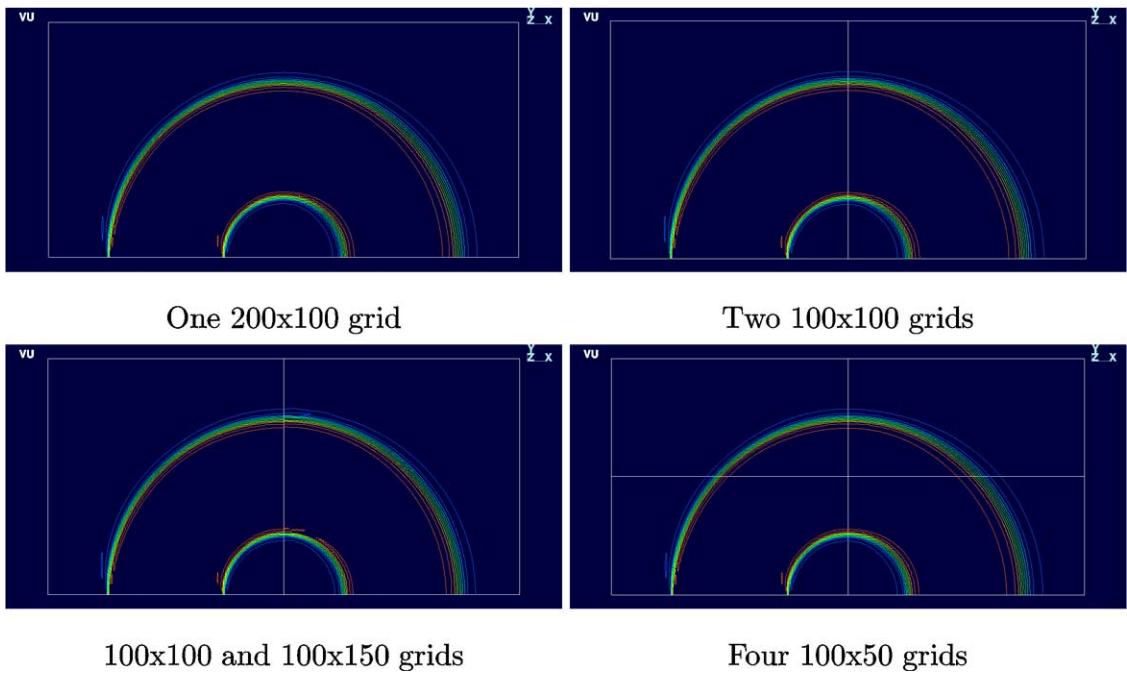 VU
Y
Z X
VU
Y
Z X
One 200x100 grid
Two 100x100 grids
VU
Y
Z X
VU
Y
Z X
100x100 and 100x150 grids
Four 100x50 grids